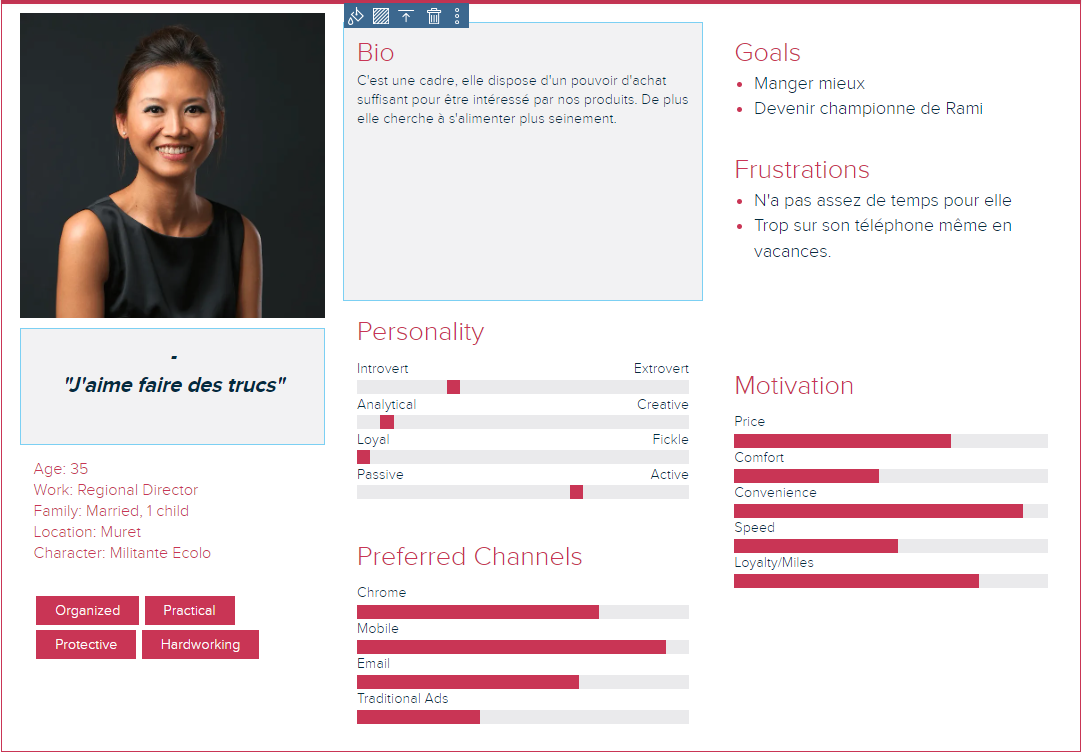 -
"J'aime faire des trucs"
Age: 35
Work: Regional Director
Family: Married, 1 child
Location: Muret
Character: Militante Ecolo
Organized
Practical
Protective
Hardworking
Bio
C'est une cadre, elle dispose d'un pouvoir d'achat
suffisant pour être intéressé par nos produits. De plus
elle cherche à s'alimenter plus seinement.
Personality
Introvert Extrovert
Analytical Creative
Loyal Fickle
Passive Active
Preferred Channels
Chrome
Mobile
Email
Traditional Ads
Goals
Manger mieux
Devenir championne de Rami
Frustrations
N'a pas assez de temps pour elle
Trop sur son téléphone même en
vacances.
Motivation
Price
Comfort
Convenience
Speed
Loyalty/Miles